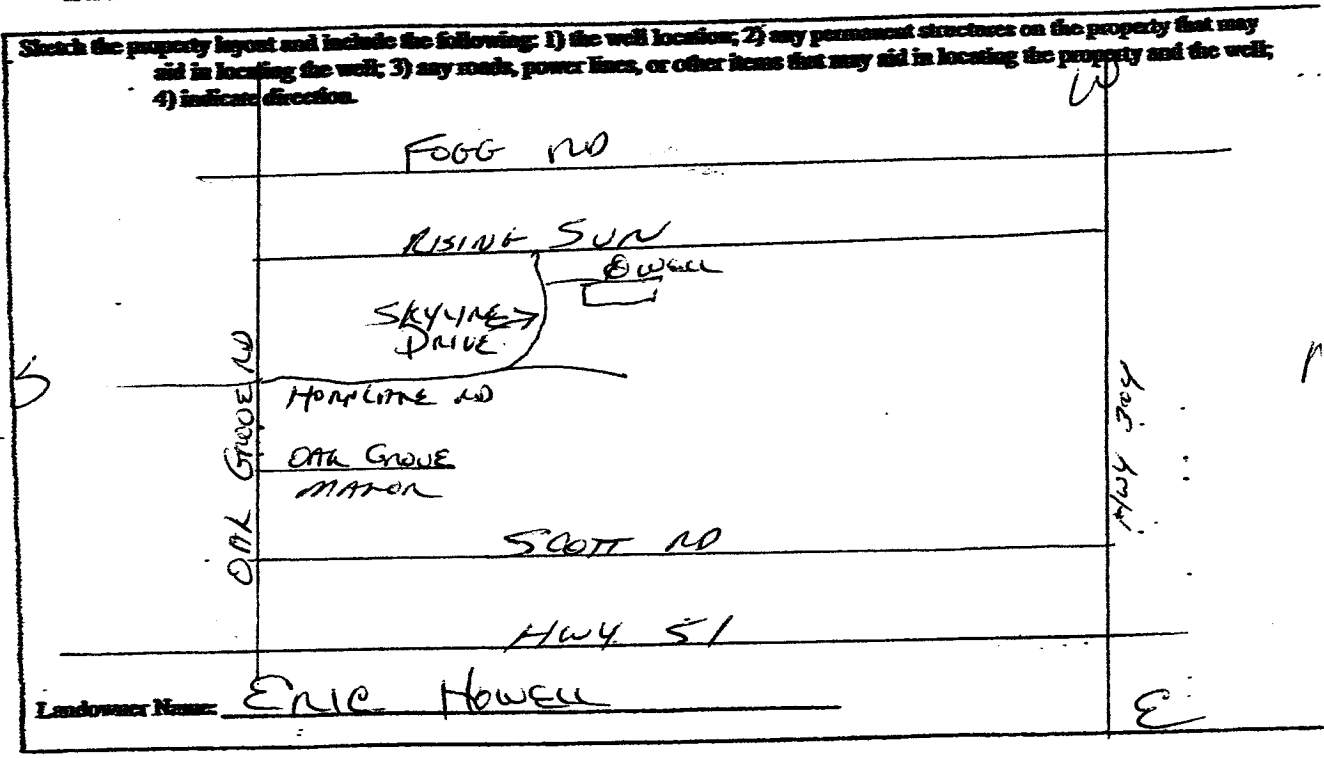 Sketch the property layout and include the following: 1) the well location; 2) any permanent structures on the property that may
aid in locating the well; 3) any roads, power lines, or other items that may aid in locating the property and the well;
4) indicate direction.
W
FOGG RD
RISING SUN
WELL
SKYLINE
DRIVE
S
OAK GROVE RD
HORN LAKE RD
HWY 304
OAK GROVE
MANOR
SCOTT RD
HWY 51
Landowner Name: ERIC HOWELL
E